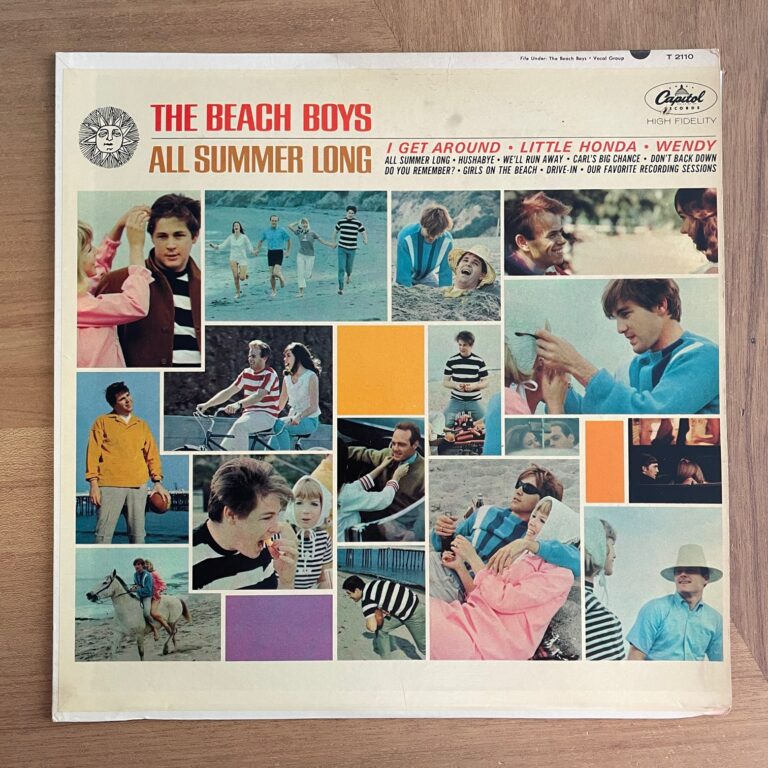 File Under: The Beach Boys • Vocal Group
T 2110
THE BEACH BOYS
ALL SUMMER LONG
Capitol
RECORDS
HIGH FIDELITY
I GET AROUND • LITTLE HONDA • WENDY
ALL SUMMER LONG • HUSHABYE • WE'LL RUN AWAY • CARL'S BIG CHANCE • DON'T BACK DOWN
DO YOU REMEMBER? • GIRLS ON THE BEACH • DRIVE-IN • OUR FAVORITE RECORDING SESSIONS